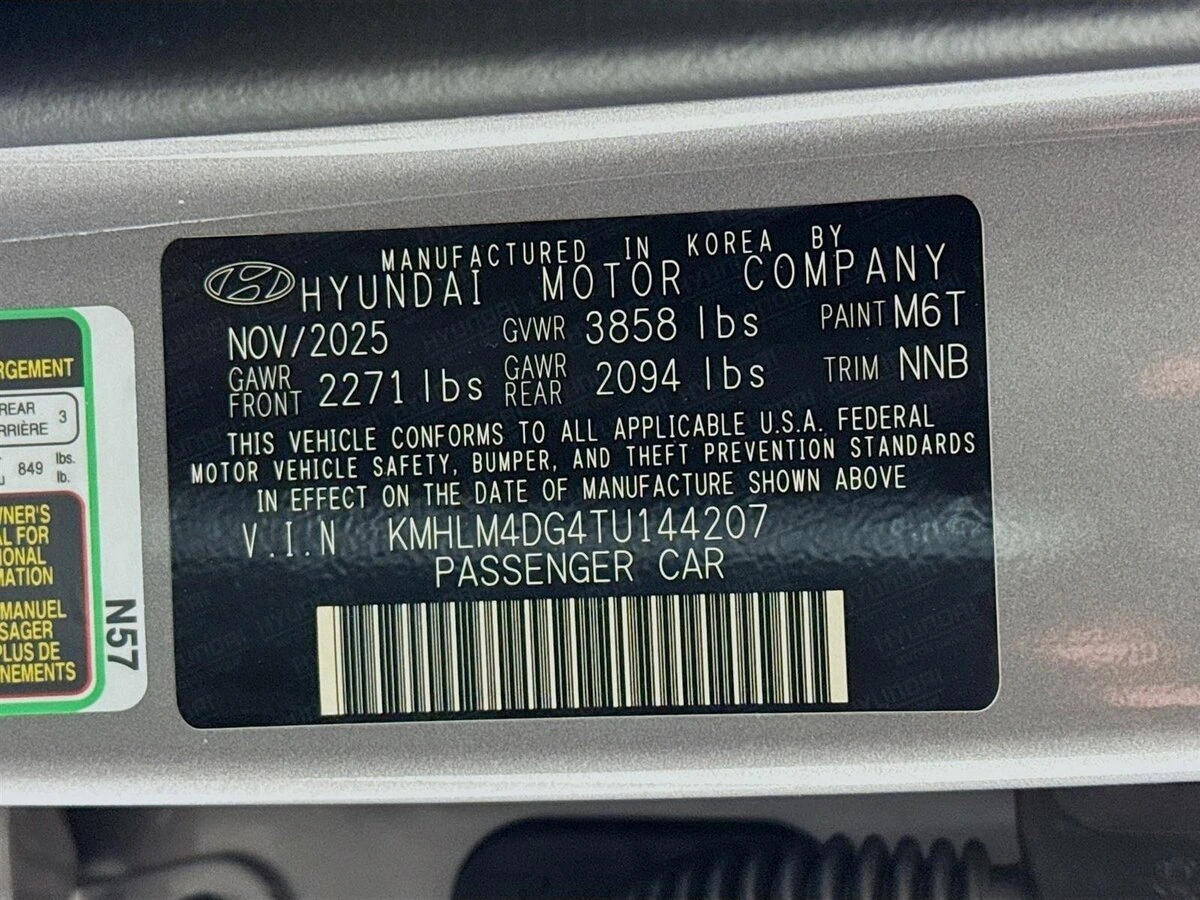 MANUFACTURED IN KOREA BY
HYUNDAI MOTOR COMPANY
NOV/2025 GVWR 3858 lbs PAINT M6T
GAWR FRONT 2271 lbs GAWR REAR 2094 lbs TRIM NNB
THIS VEHICLE CONFORMS TO ALL APPLICABLE U.S.A. FEDERAL
MOTOR VEHICLE SAFETY, BUMPER, AND THEFT PREVENTION STANDARDS
IN EFFECT ON THE DATE OF MANUFACTURE SHOWN ABOVE
V.I.N KMHLM4DG4TU144207
PASSENGER CAR
RGEMENT
REAR 3
RRIÈRE
849 lbs.
lb.
WNER'S
AL FOR
IONAL
MATION
MANUEL
SAGER
PLUS DE
NEMENTS
N57